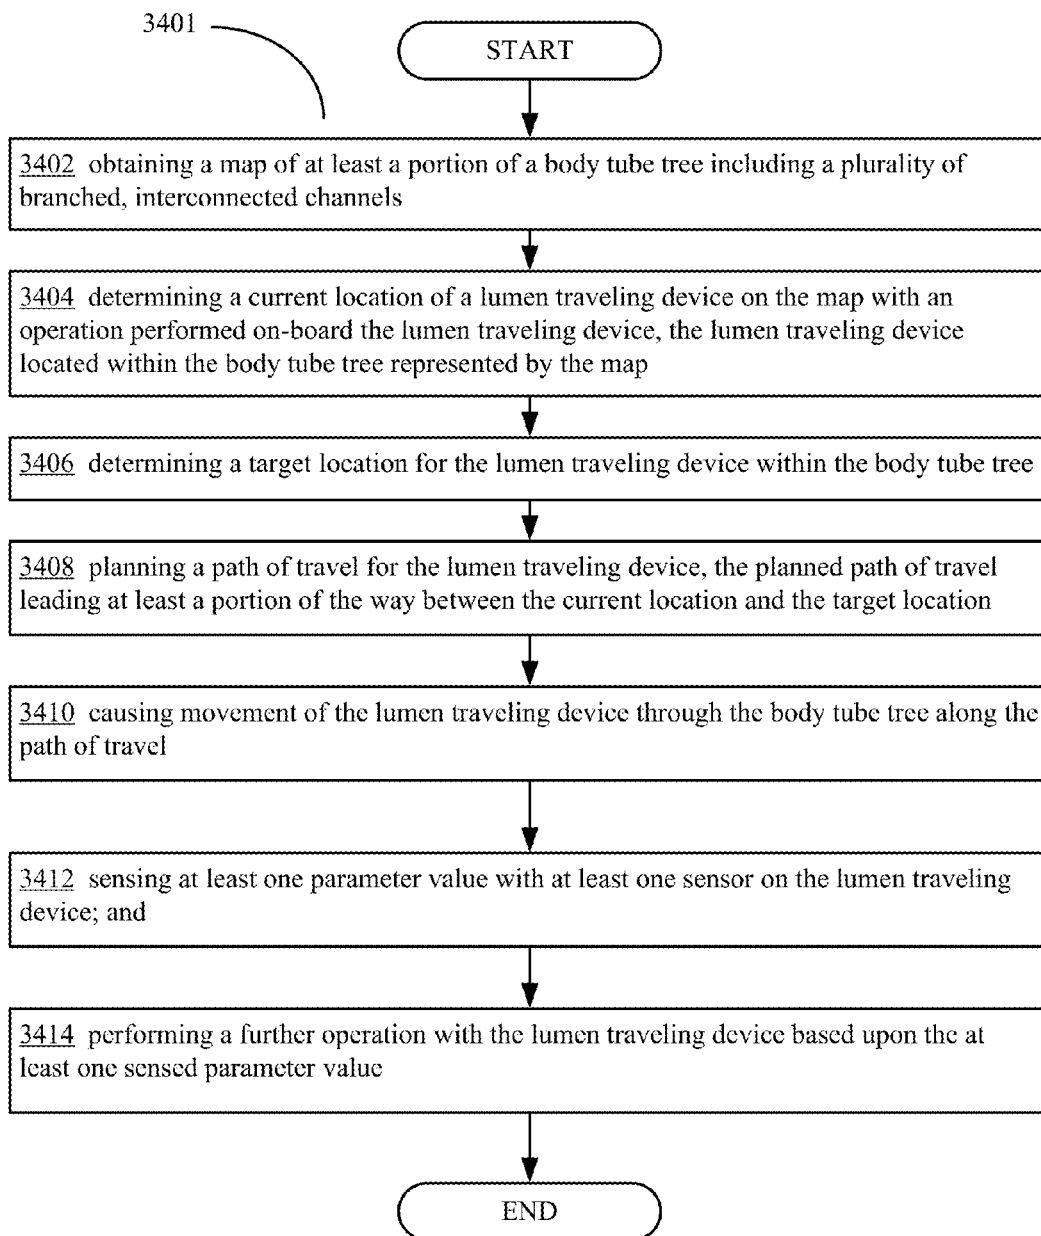 3401
START
3402 obtaining a map of at least a portion of a body tube tree including a plurality of
branched, interconnected channels
3404 determining a current location of a lumen traveling device on the map with an
operation performed on-board the lumen traveling device, the lumen traveling device
located within the body tube tree represented by the map
3406 determining a target location for the lumen traveling device within the body tube tree
3408 planning a path of travel for the lumen traveling device, the planned path of travel
leading at least a portion of the way between the current location and the target location
3410 causing movement of the lumen traveling device through the body tube tree along the
path of travel
3412 sensing at least one parameter value with at least one sensor on the lumen traveling
device; and
3414 performing a further operation with the lumen traveling device based upon the at
least one sensed parameter value
END